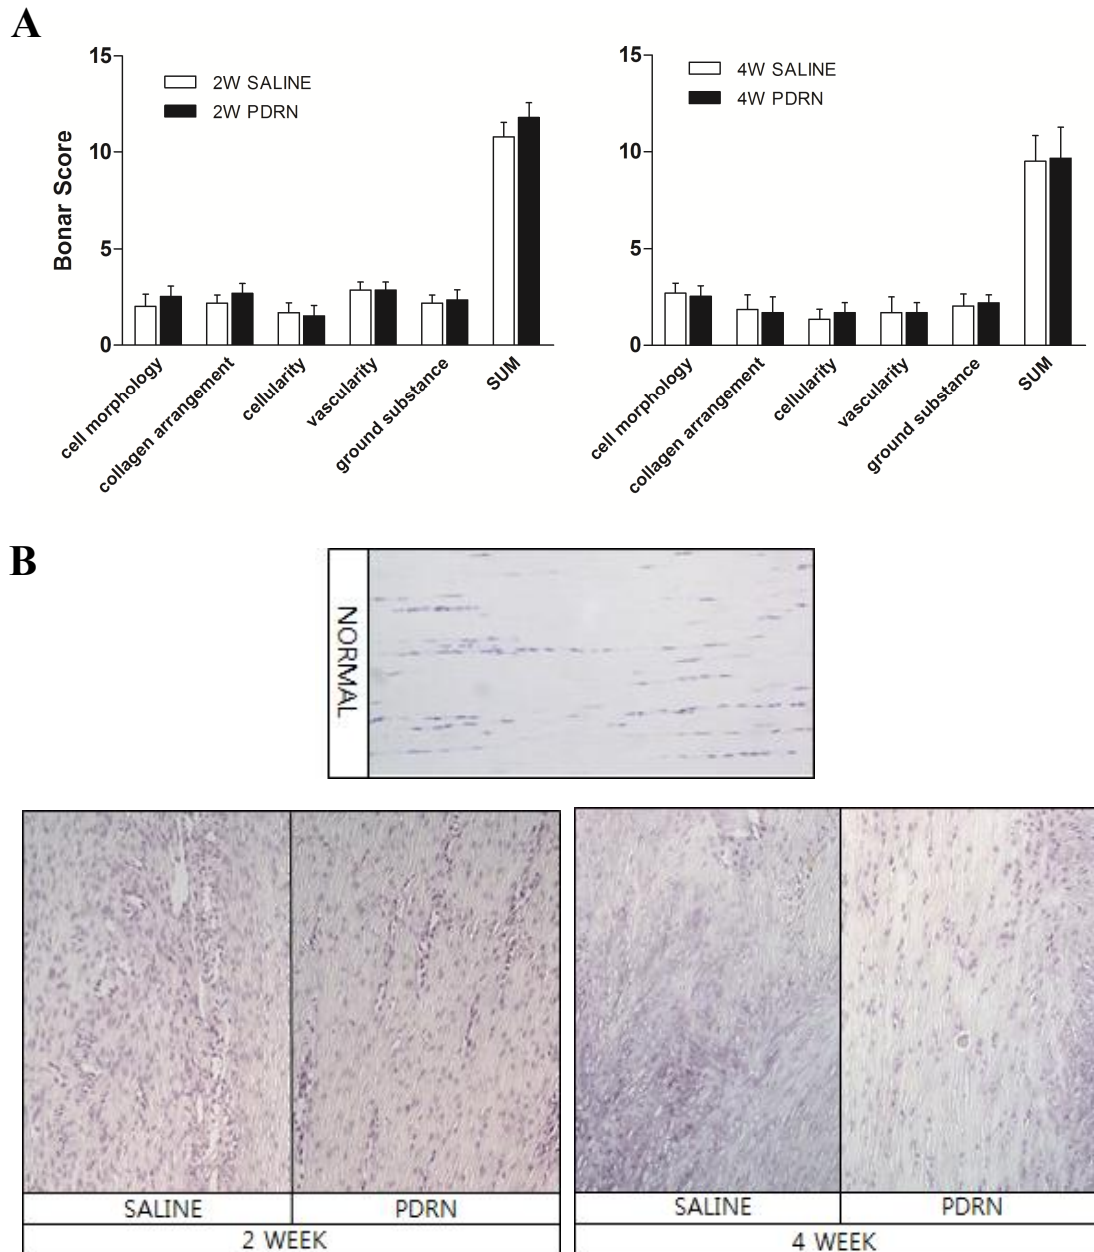 A
15
10
5
0
Bonar Score
2W SALINE
2W PDRN
cell morphology
collagen arrangement
cellularity
vascularity
ground substance
SUM
15
10
5
0
4W SALINE
4W PDRN
cell morphology
collagen arrangement
cellularity
vascularity
ground substance
SUM
B
NORMAL
SALINE
PDRN
2 WEEK
SALINE
PDRN
4 WEEK